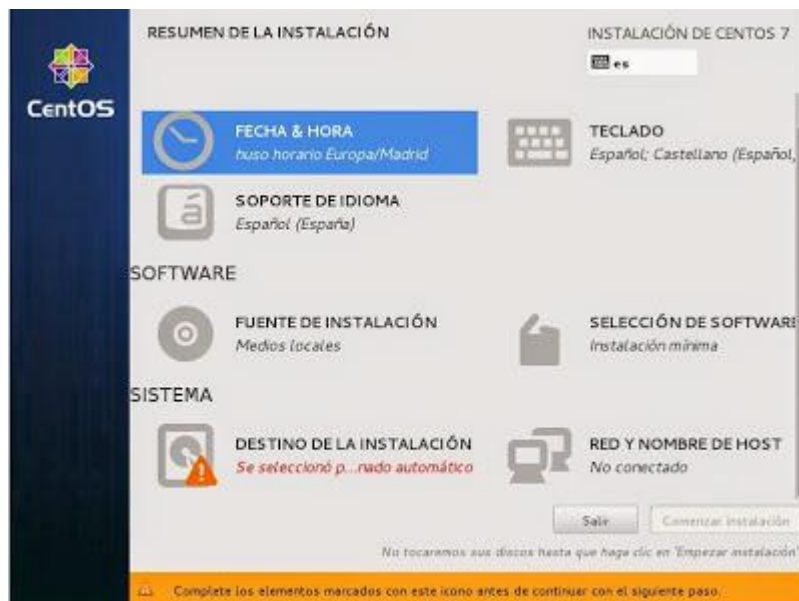 RESUMEN DE LA INSTALACIÓN
INSTALACIÓN DE CENTOS 7
es
CentOS
FECHA & HORA
huso horario Europa/Madrid
TECLADO
Español; Castellano (Español,
SOPORTE DE IDIOMA
Español (España)
SOFTWARE
FUENTE DE INSTALACIÓN
Medios locales
SELECCIÓN DE SOFTWARE
Instalación mínima
SISTEMA
DESTINO DE LA INSTALACIÓN
Se seleccionó p...nado automático
RED Y NOMBRE DE HOST
No conectado
Salir
Comenzar instalación
No tocaremos sus discos hasta que haga clic en 'Empezar instalación'
Complete los elementos marcados con este icono antes de continuar con el siguiente paso.